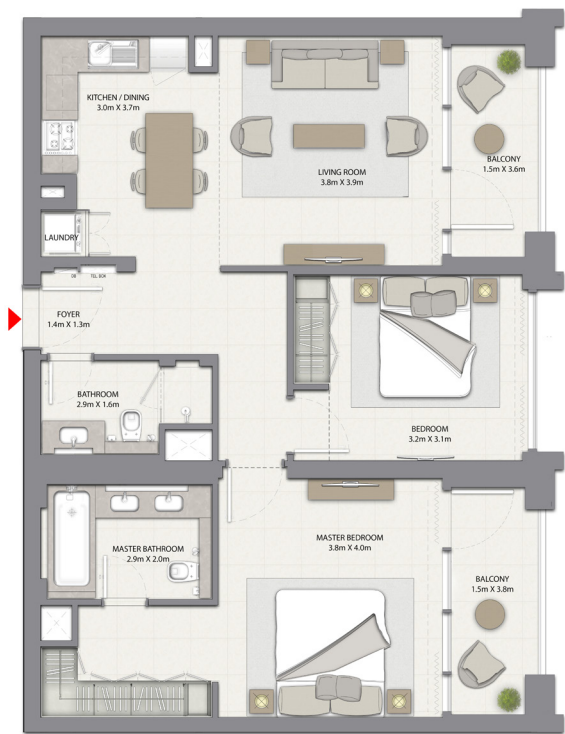 KITCHEN / DINING
3.0m X 3.7m
LIVING ROOM
3.8m X 3.9m
BALCONY
1.5m X 3.6m
LAUNDRY
DB
FOYER
1.4m X 1.3m
BATHROOM
2.9m X 1.6m
BEDROOM
3.2m X 3.1m
MASTER BATHROOM
2.9m X 2.0m
MASTER BEDROOM
3.8m X 4.0m
BALCONY
1.5m X 3.8m